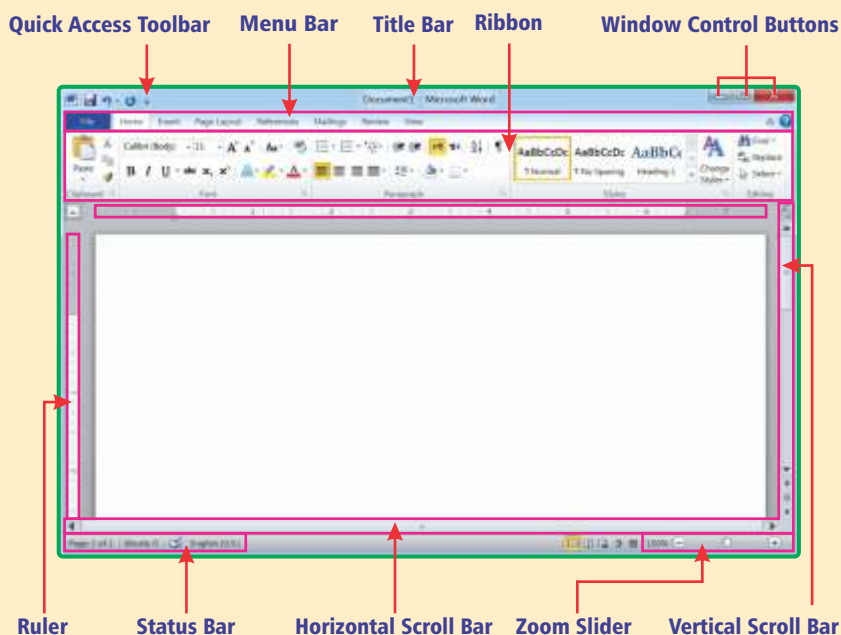 Quick Access Toolbar Menu Bar Title Bar Ribbon Window Control Buttons
Document1 - Microsoft Word
File Home Insert Page Layout References Mailings Review View
Calibri (Body) 11 Aa AaBbCcDc AaBbCcDc AaBbCc Find
Replace
Paste B I U abc ¶ Normal ¶ No Spacing Heading 1 Change Styles Select
Clipboard Font Paragraph Styles Editing
Page: 1 of 1 Words: 0 English (U.S.) 100%
Ruler Status Bar Horizontal Scroll Bar Zoom Slider Vertical Scroll Bar